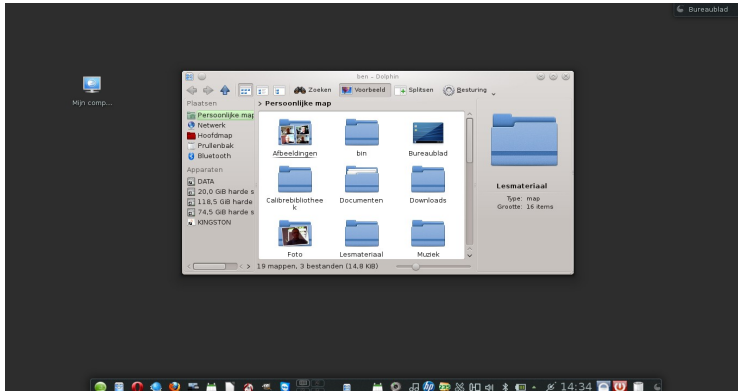 Bureaublad
Mijn comp...
ben – Dolphin
Zoeken
Voorbeeld
Splitsen
Besturing
Plaatsen
Persoonlijke map
Netwerk
Hoofdmap
Prullenbak
Bluetooth
Apparaten
DATA
20,0 GiB harde s
118,5 GiB harde
74,5 GiB harde s
KINGSTON
> Persoonlijke map
Afbeeldingen
bin
Bureaublad
Calibrebibliothee
k
Documenten
Downloads
Foto
Lesmateriaal
Muziek
19 mappen, 3 bestanden (14,8 KiB)
Lesmateriaal
Type: map
Grootte: 16 items
14:34